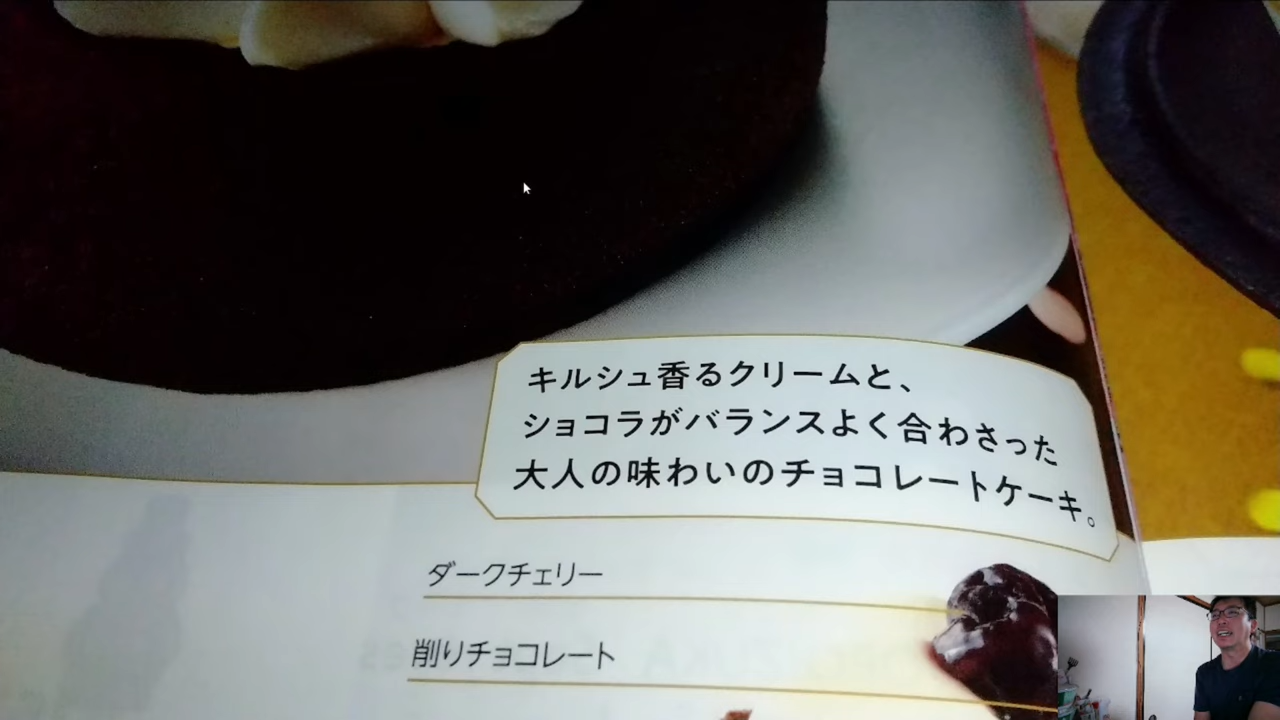 キルシュ香るクリームと、
ショコラがバランスよく合わさった
大人の味わいのチョコレートケーキ。
ダークチェリー
削りチョコレート